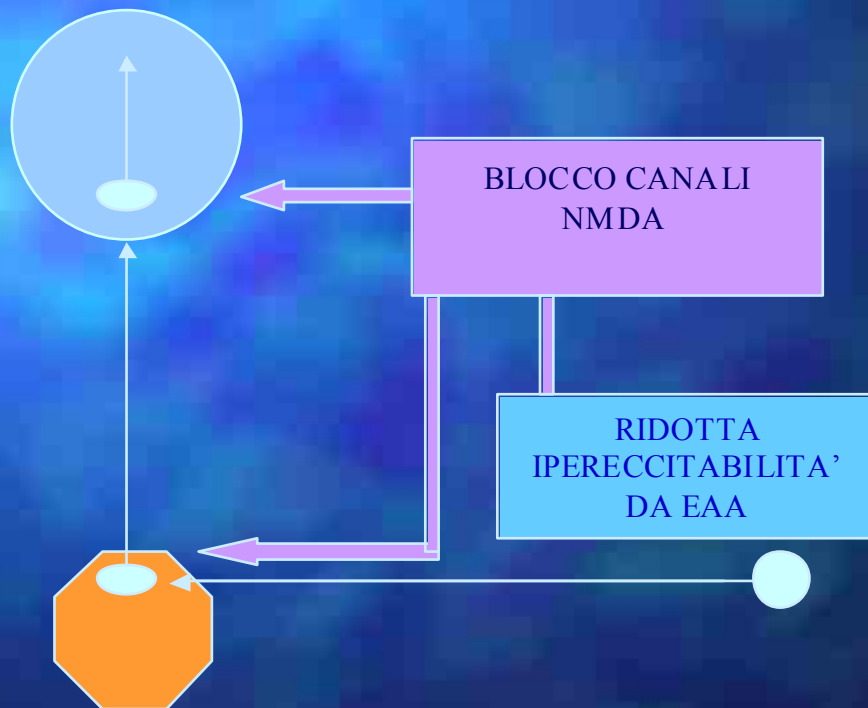 BLOCCO CANALI
NMDA
RIDOTTA
IPERECCITABILITA’
DA EAA